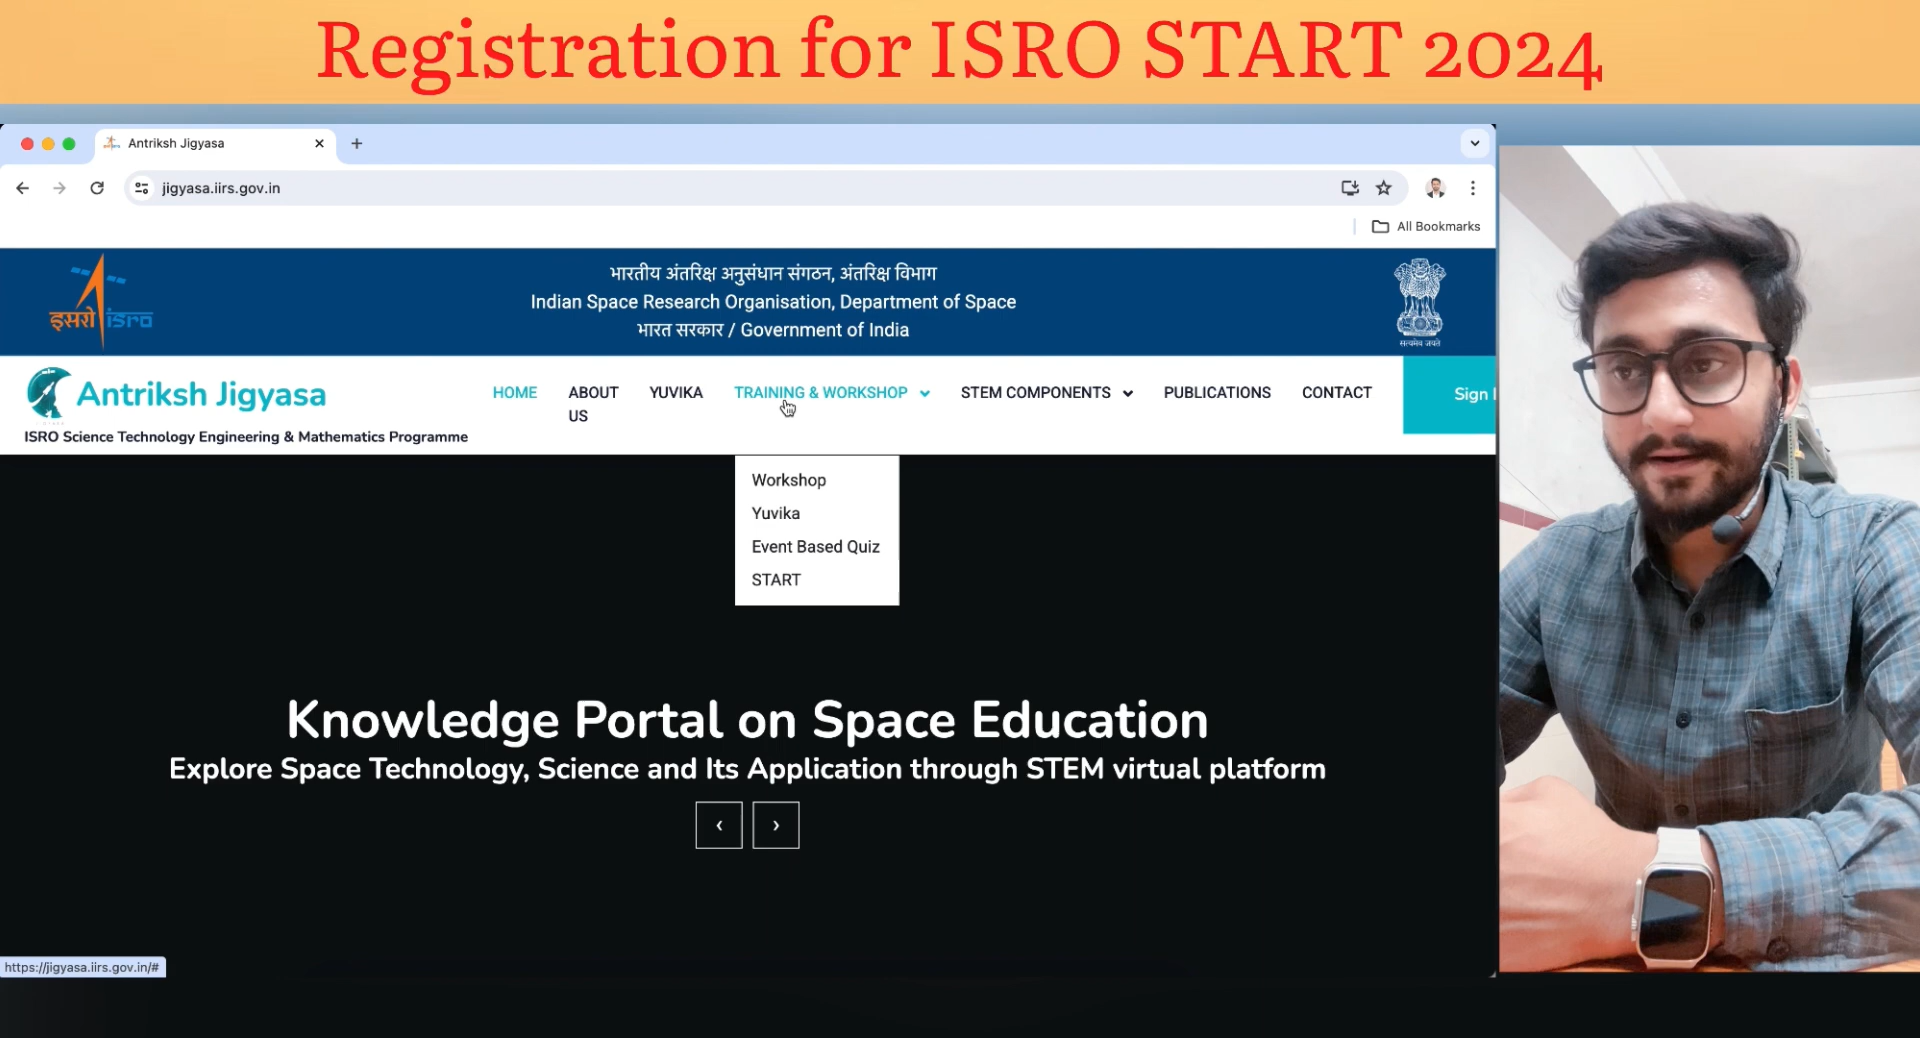 Registration for ISRO START 2024
Antriksh Jigyasa
jigyasa.iirs.gov.in
All Bookmarks
भारतीय अंतरिक्ष अनुसंधान संगठन, अंतरिक्ष विभाग
Indian Space Research Organisation, Department of Space
भारत सरकार / Government of India
इसरो isro
सत्यमेव जयते
Antriksh Jigyasa
ISRO Science Technology Engineering & Mathematics Programme
HOME
ABOUT
US
YUVIKA
TRAINING & WORKSHOP
STEM COMPONENTS
PUBLICATIONS
CONTACT
Sign
Workshop
Yuvika
Event Based Quiz
START
Knowledge Portal on Space Education
Explore Space Technology, Science and Its Application through STEM virtual platform
https://jigyasa.iirs.gov.in/#